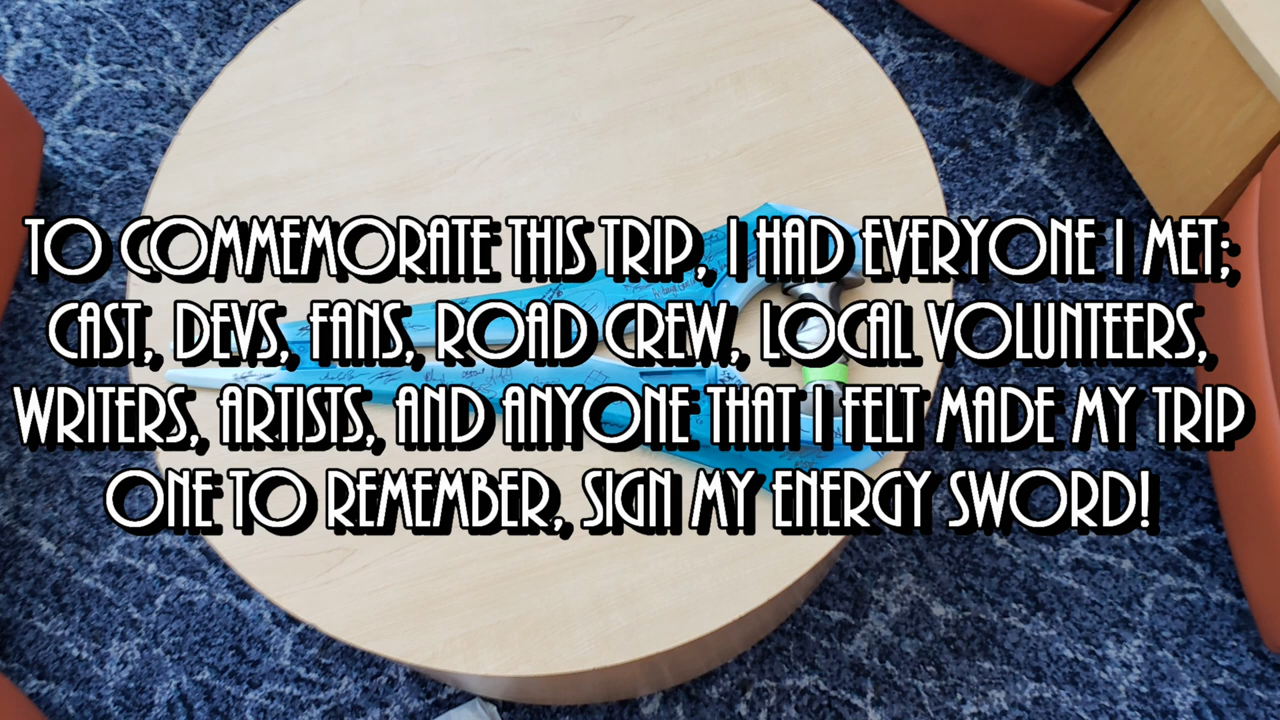 TO COMMEMORATE THIS TRIP, I HAD EVERYONE I MET;
CAST, DEVS, FANS, ROAD CREW, LOCAL VOLUNTEERS,
WRITERS, ARTISTS, AND ANYONE THAT I FELT MADE MY TRIP
ONE TO REMEMBER, SIGN MY ENERGY SWORD!